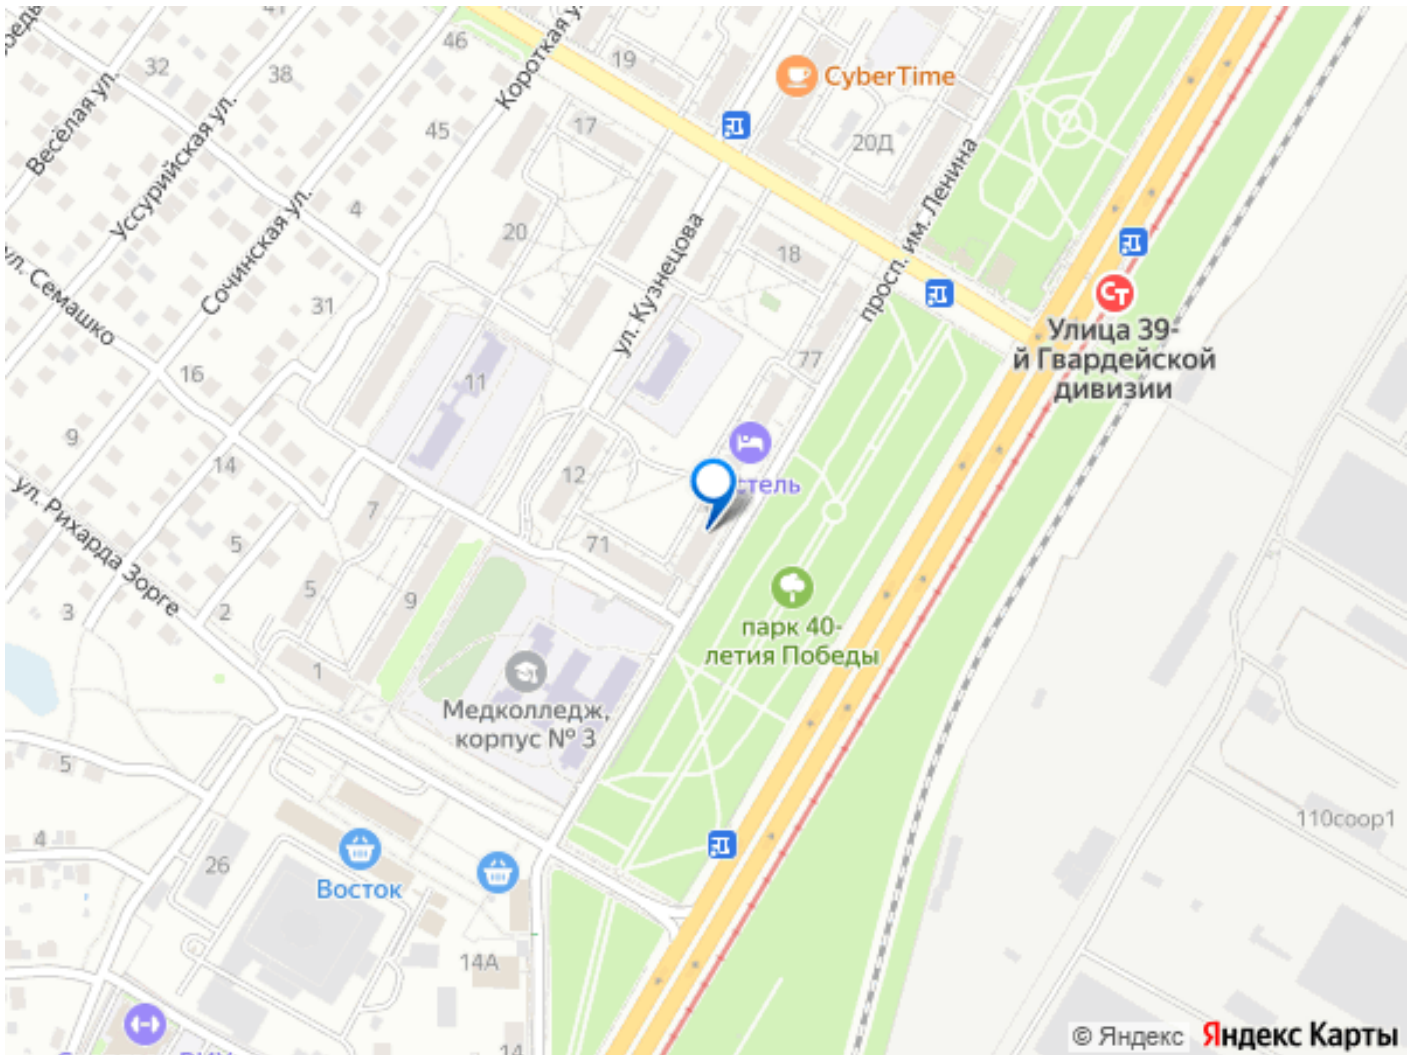 46
19
Короткая у
32
38
CyberTime
Весёлая ул.
Уссурийская ул.
45
17
20Д
Сочинская ул.
4
20
ул. Кузнецова
18
просп. им. Ленина
ул. Семашко
31
Улица 39-
й Гвардейской
дивизии
77
16
11
9
14
12
стель
ул. Рихарда Зорге
7
5
71
5
9
3
2
парк 40-
летия Победы
1
Медколледж,
корпус № 3
5
110соор1
4
26
Восток
14А
14
© Яндекс
Яндекс Карты